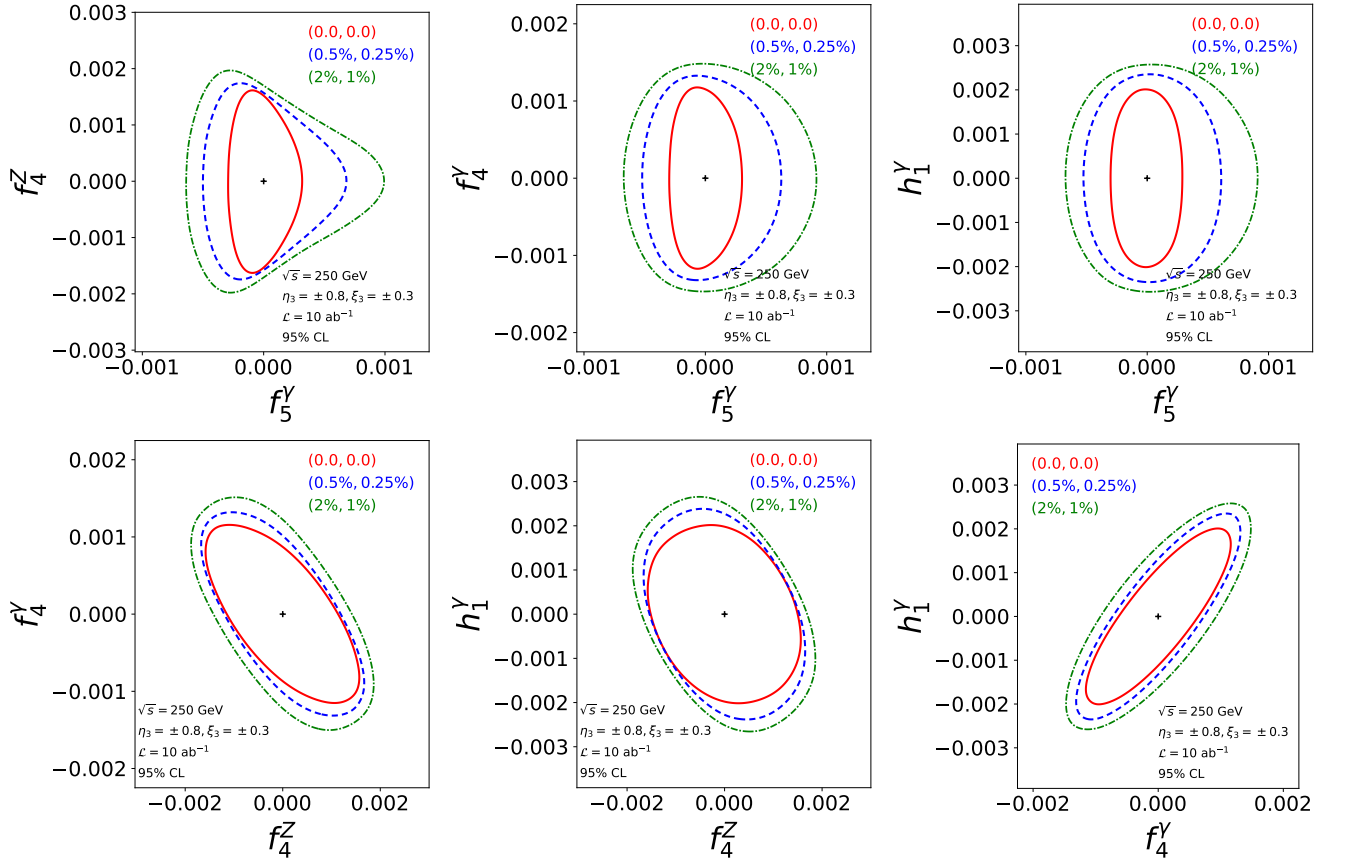 0.003
0.002
0.001
0.000
−0.001
−0.002
−0.003
f₄ᶻ
(0.0, 0.0)
(0.5%, 0.25%)
(2%, 1%)
√s = 250 GeV
η₃ = ±0.8, ξ₃ = ±0.3
ℒ = 10 ab⁻¹
95% CL
−0.001 0.000 0.001
f₅ᵞ
0.002
0.001
0.000
−0.001
−0.002
f₄ᵞ
(0.0, 0.0)
(0.5%, 0.25%)
(2%, 1%)
√s = 250 GeV
η₃ = ±0.8, ξ₃ = ±0.3
ℒ = 10 ab⁻¹
95% CL
−0.001 0.000 0.001
f₅ᵞ
0.003
0.002
0.001
0.000
−0.001
−0.002
−0.003
h₁ᵞ
(0.0, 0.0)
(0.5%, 0.25%)
(2%, 1%)
√s = 250 GeV
η₃ = ±0.8, ξ₃ = ±0.3
ℒ = 10 ab⁻¹
95% CL
−0.001 0.000 0.001
f₅ᵞ
0.002
0.001
0.000
−0.001
−0.002
f₄ᵞ
(0.0, 0.0)
(0.5%, 0.25%)
(2%, 1%)
√s = 250 GeV
η₃ = ±0.8, ξ₃ = ±0.3
ℒ = 10 ab⁻¹
95% CL
−0.002 0.000 0.002
f₄ᶻ
0.003
0.002
0.001
0.000
−0.001
−0.002
−0.003
h₁ᵞ
(0.0, 0.0)
(0.5%, 0.25%)
(2%, 1%)
√s = 250 GeV
η₃ = ±0.8, ξ₃ = ±0.3
ℒ = 10 ab⁻¹
95% CL
−0.002 0.000 0.002
f₄ᶻ
0.003
0.002
0.001
0.000
−0.001
−0.002
−0.003
h₁ᵞ
(0.0, 0.0)
(0.5%, 0.25%)
(2%, 1%)
√s = 250 GeV
η₃ = ±0.8, ξ₃ = ±0.3
ℒ = 10 ab⁻¹
95% CL
−0.002 0.000 0.002
f₄ᵞ